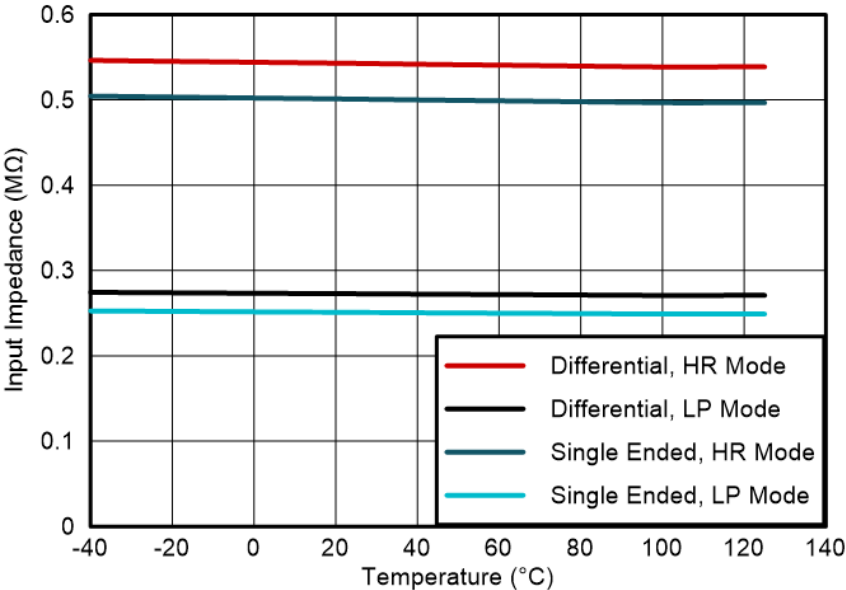 0.6
0.5
0.4
0.3
0.2
0.1
0
Input Impedance (MΩ)
Differential, HR Mode
Differential, LP Mode
Single Ended, HR Mode
Single Ended, LP Mode
-40 -20 0 20 40 60 80 100 120 140
Temperature (°C)